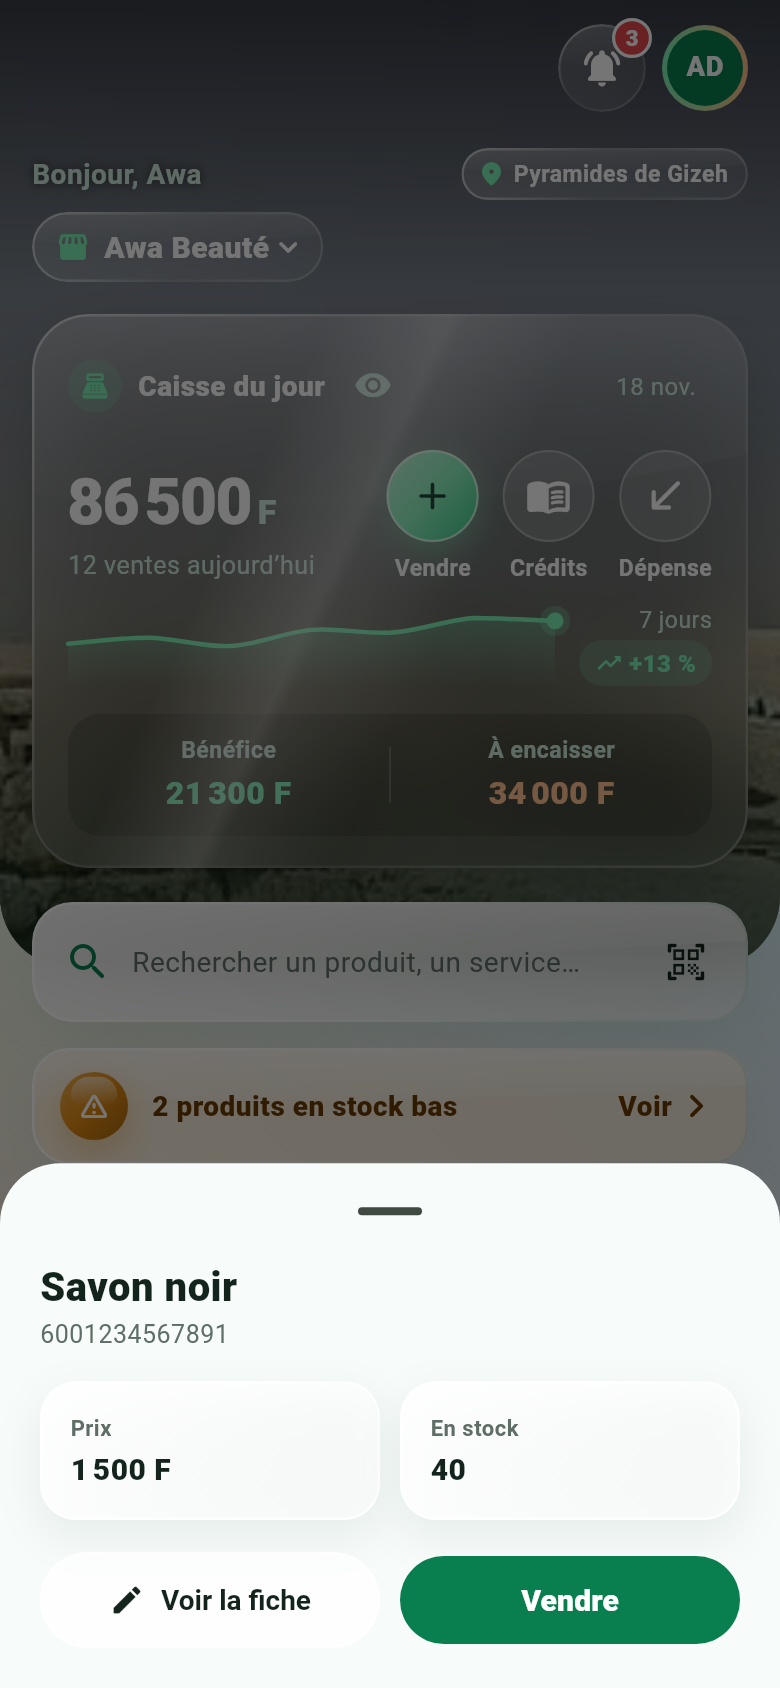 3
AD
Bonjour, Awa
Pyramides de Gizeh
Awa Beauté
Caisse du jour
18 nov.
86 500 F
12 ventes aujourd’hui
Vendre
Crédits
Dépense
7 jours
+13 %
Bénéfice
À encaisser
21 300 F
34 000 F
Rechercher un produit, un service…
2 produits en stock bas
Voir
Savon noir
6001234567891
Prix
En stock
1 500 F
40
Voir la fiche
Vendre